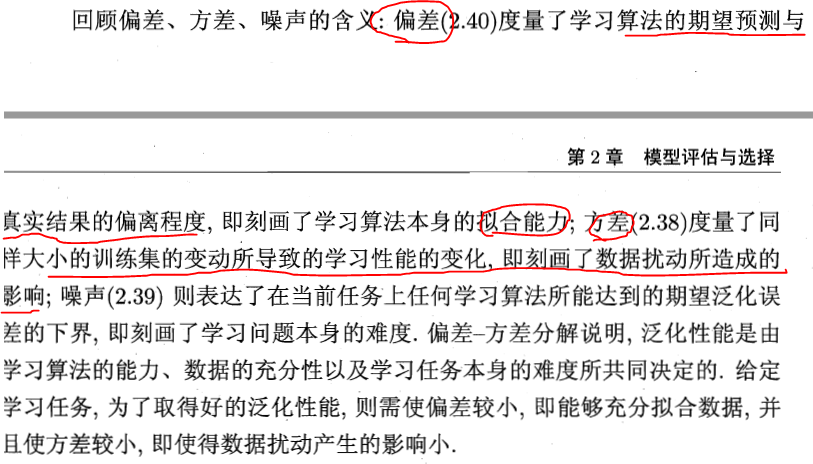 回顾偏差、方差、噪声的含义: 偏差(2.40)度量了学习算法的期望预测与
第 2 章 模型评估与选择
真实结果的偏离程度, 即刻画了学习算法本身的拟合能力; 方差(2.38)度量了同
样大小的训练集的变动所导致的学习性能的变化, 即刻画了数据扰动所造成的
影响; 噪声(2.39) 则表达了在当前任务上任何学习算法所能达到的期望泛化误
差的下界, 即刻画了学习问题本身的难度. 偏差–方差分解说明, 泛化性能是由
学习算法的能力、数据的充分性以及学习任务本身的难度所共同决定的. 给定
学习任务, 为了取得好的泛化性能, 则需使偏差较小, 即能够充分拟合数据, 并
且使方差较小, 即使得数据扰动产生的影响小.